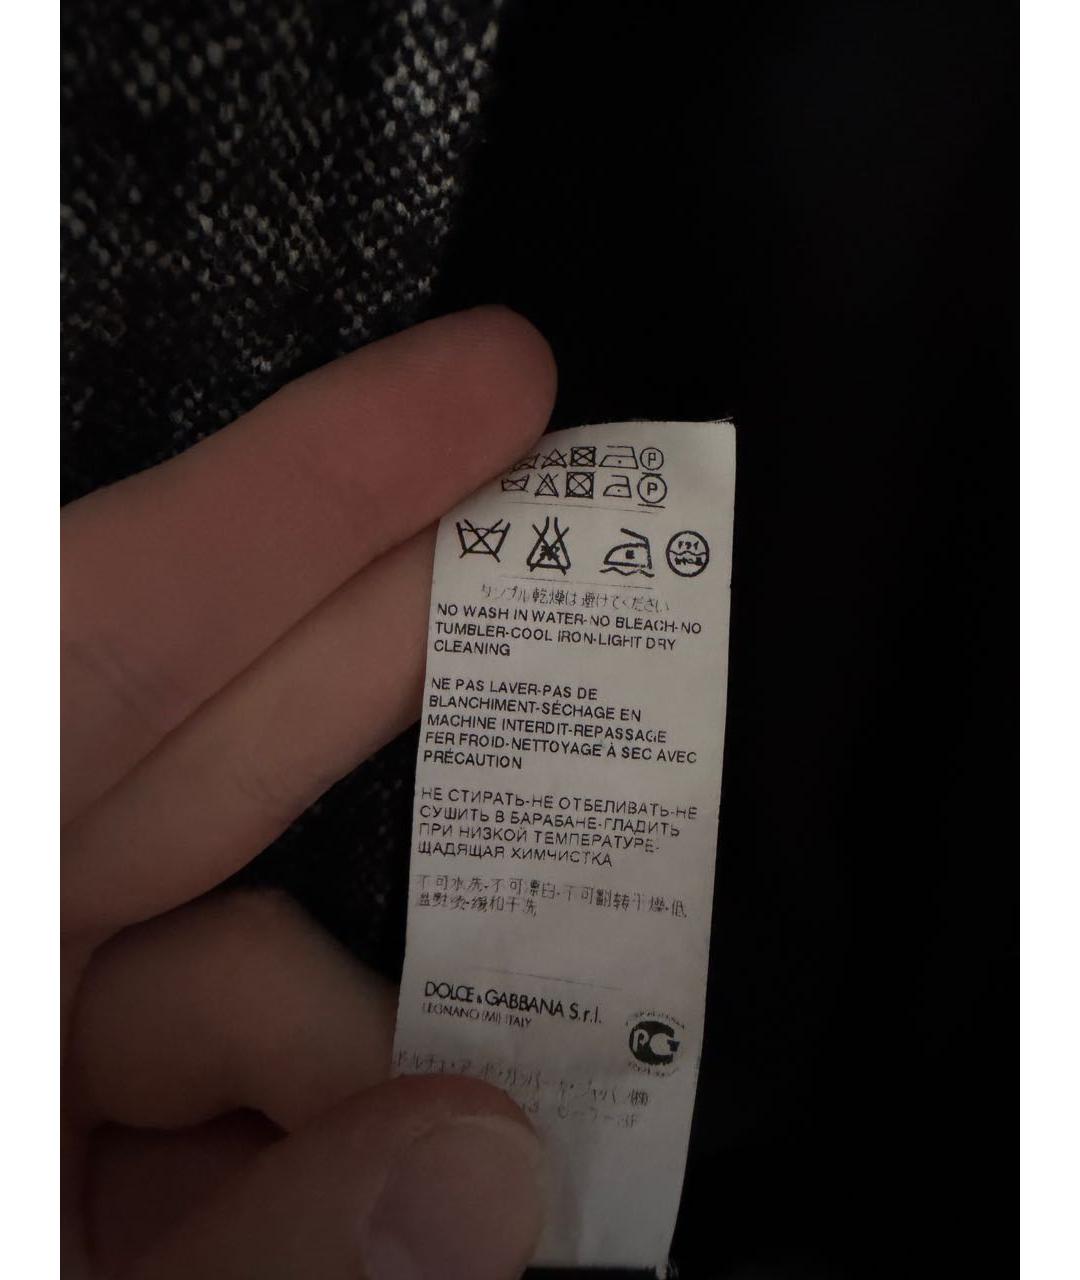 P
P
ドライ
タンブル乾燥は避けてください
NO WASH IN WATER-NO BLEACH-NO
TUMBLER-COOL IRON-LIGHT DRY
CLEANING
NE PAS LAVER-PAS DE
BLANCHIMENT-SÉCHAGE EN
MACHINE INTERDIT-REPASSAGE
FER FROID-NETTOYAGE À SEC AVEC
PRÉCAUTION
НЕ СТИРАТЬ-НЕ ОТБЕЛИВАТЬ-НЕ
СУШИТЬ В БАРАБАНЕ-ГЛАДИТЬ
ПРИ НИЗКОЙ ТЕМПЕРАТУРЕ-
ЩАДЯЩАЯ ХИМЧИСТКА
不可水洗-不可漂白-不可翻转干燥-低
温熨烫-缓和干洗
DOLCE & GABBANA S.r.l.
LEGNANO (MI) ITALY